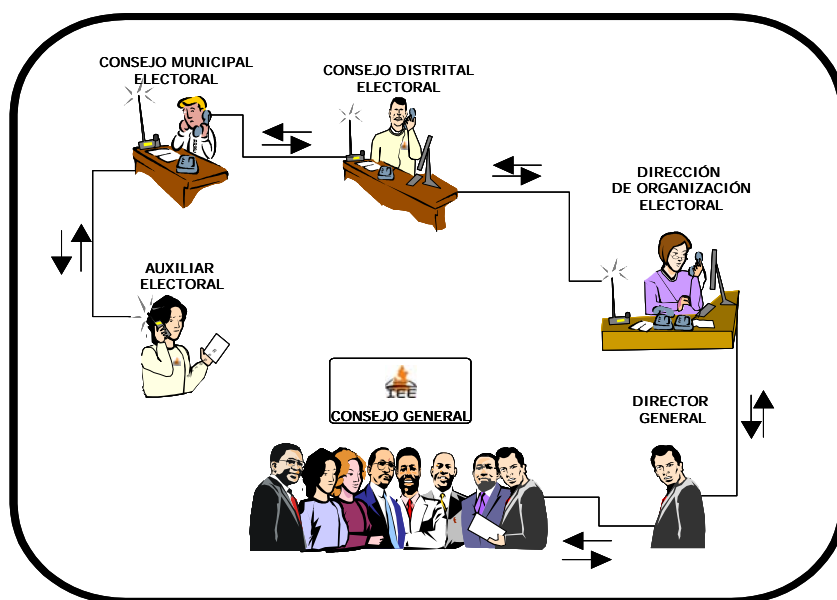 CONSEJO MUNICIPAL
ELECTORAL
CONSEJO DISTRITAL
ELECTORAL
DIRECCIÓN
DE ORGANIZACIÓN
ELECTORAL
AUXILIAR
ELECTORAL
IEE
CONSEJO GENERAL
DIRECTOR
GENERAL